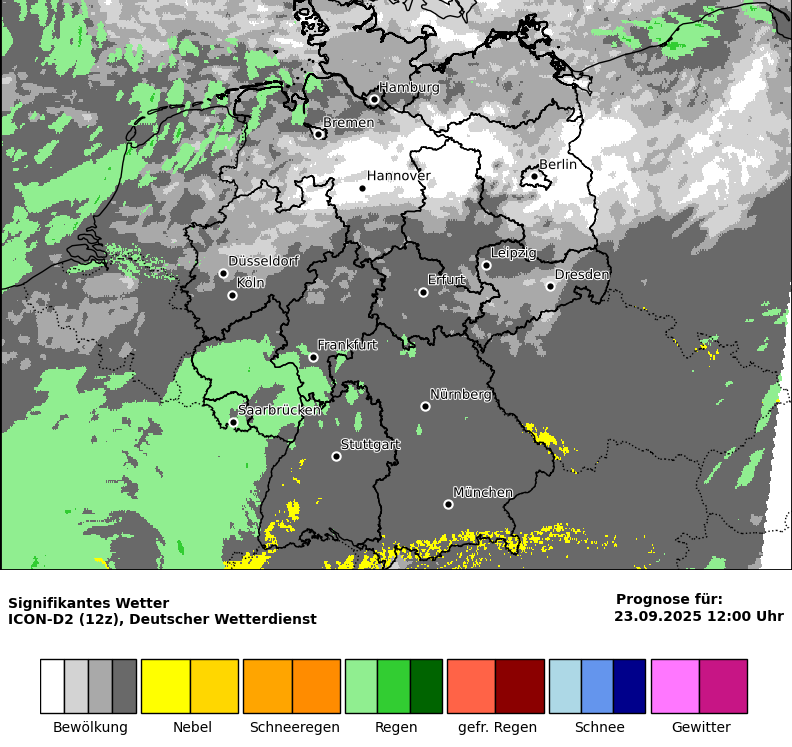 Hamburg
Bremen
Berlin
Hannover
Leipzig
Düsseldorf
Dresden
Köln
Erfurt
Frankfurt
Nürnberg
Saarbrücken
Stuttgart
München
Signifikantes Wetter
ICON-D2 (12z), Deutscher Wetterdienst
Prognose für:
23.09.2025 12:00 Uhr
Bewölkung Nebel Schneeregen Regen gefr. Regen Schnee Gewitter